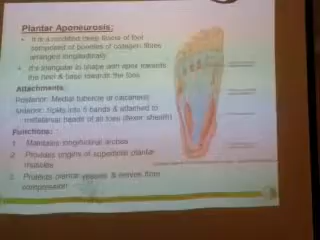 Plantar Aponeurosis:
• It is a modified deep fascia of foot
composed of bundles of collagen fibres
arranged longitudinally
• It's triangular in shape with apex towards
the heel & base towards the toes
Attachments:
Posterior: Medial tubercle of calcaneus
Anterior: Splits into 5 bands & attached to
metatarsal heads of all toes (flexor sheath)
Functions:
1. Maintains longitudinal arches
2. Provides origins of superficial plantar
muscles
3. Protects plantar vessels & nerves from
compression